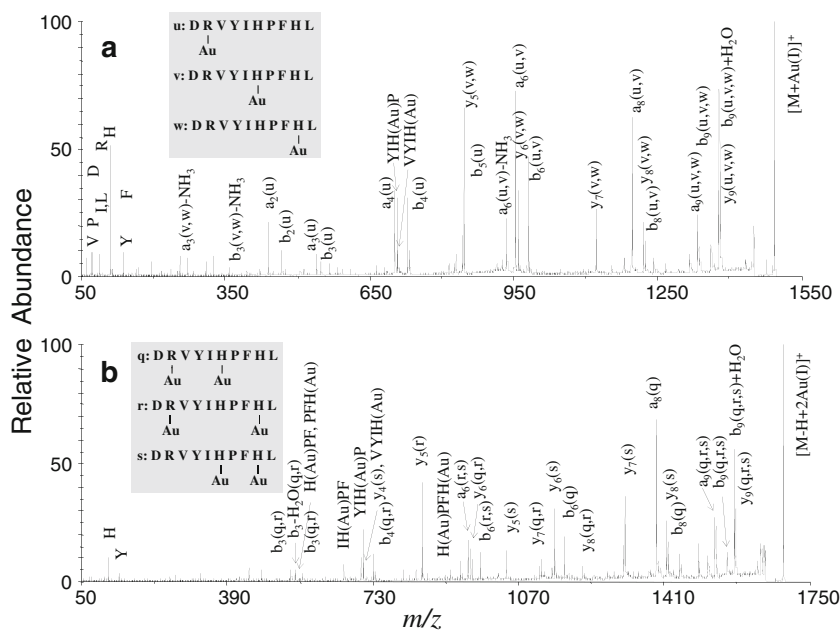 100
a
u: D R V Y I H P F H L
Au
v: D R V Y I H P F H L
Au
w: D R V Y I H P F H L
Au
V
P
I,L
D
R
H
Y
F
a3(v,w)-NH3
b3(v,w)-NH3
a2(u)
b2(u)
a3(u)
b3(u)
a4(u)
YIH(Au)P
VYIH(Au)
b4(u)
y5(v,w)
b5(u)
a6(u,v)-NH3
a6(u,v)
y6(v,w)
b6(u,v)
y7(v,w)
a8(u,v)
y8(v,w)
b8(u,v)
a9(u,v,w)
b9(u,v,w)
b9(u,v,w)+H2O
y9(u,v,w)
[M+Au(I)]+
50
0
50 350 650 950 1250 1550
Relative Abundance
100
b
q: D R V Y I H P F H L
Au Au
r: D R V Y I H P F H L
Au Au
s: D R V Y I H P F H L
Au Au
H
Y
b3(q,r)
b3-H2O(q,r)
b3(q,r)
H(Au)PF, PFH(Au)
IH(Au)PF
YIH(Au)P
y4(s), VYIH(Au)
b4(q,r)
y5(r)
H(Au)PFH(Au)
a6(r,s)
y6(q,r)
b6(r,s)
y5(s)
y7(q,r)
y6(s)
b6(q)
y8(q,r)
y7(s)
a8(q)
y8(s)
b8(q)
a9(q,r,s)
b9(q,r,s)
b9(q,r,s)+H2O
y9(q,r,s)
[M-H+2Au(I)]+
50
0
50 390 730 1070 1410 1750
m/z